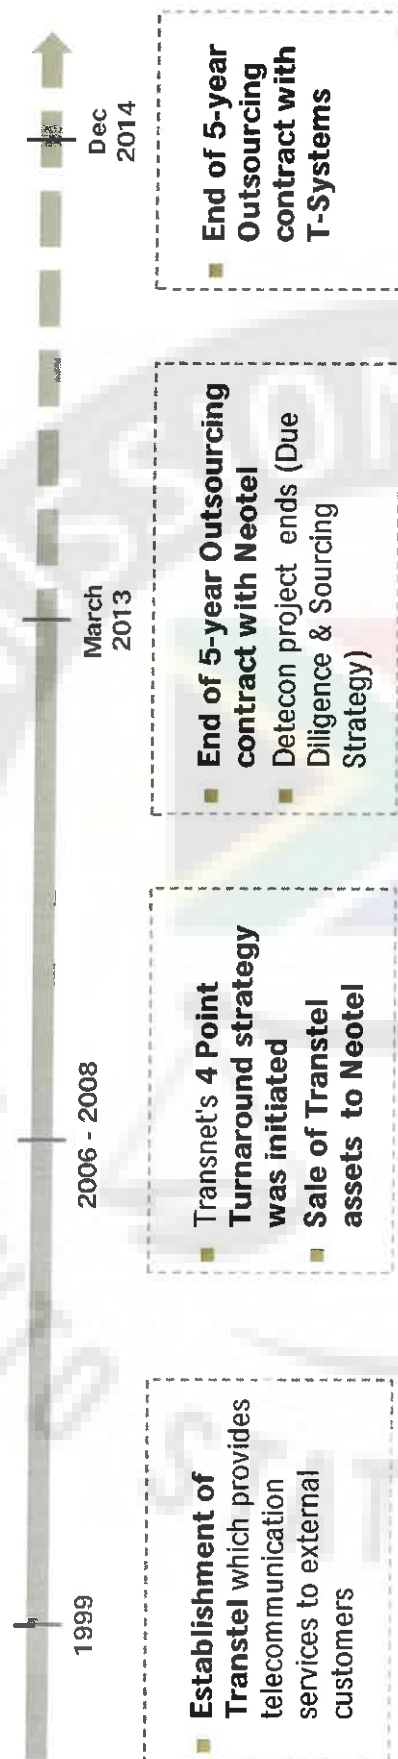 1999
■ Establishment of
Transtel which provides
telecommunication
services to external
customers
2006 - 2008
■ Transnet's 4 Point
Turnaround strategy
was initiated
■ Sale of Transtel
assets to Neotel
March
2013
■ End of 5-year Outsourcing
contract with Neotel
■ Detecon project ends (Due
Diligence & Sourcing
Strategy)
Dec
2014
■ End of 5-year
Outsourcing
contract with
T-Systems